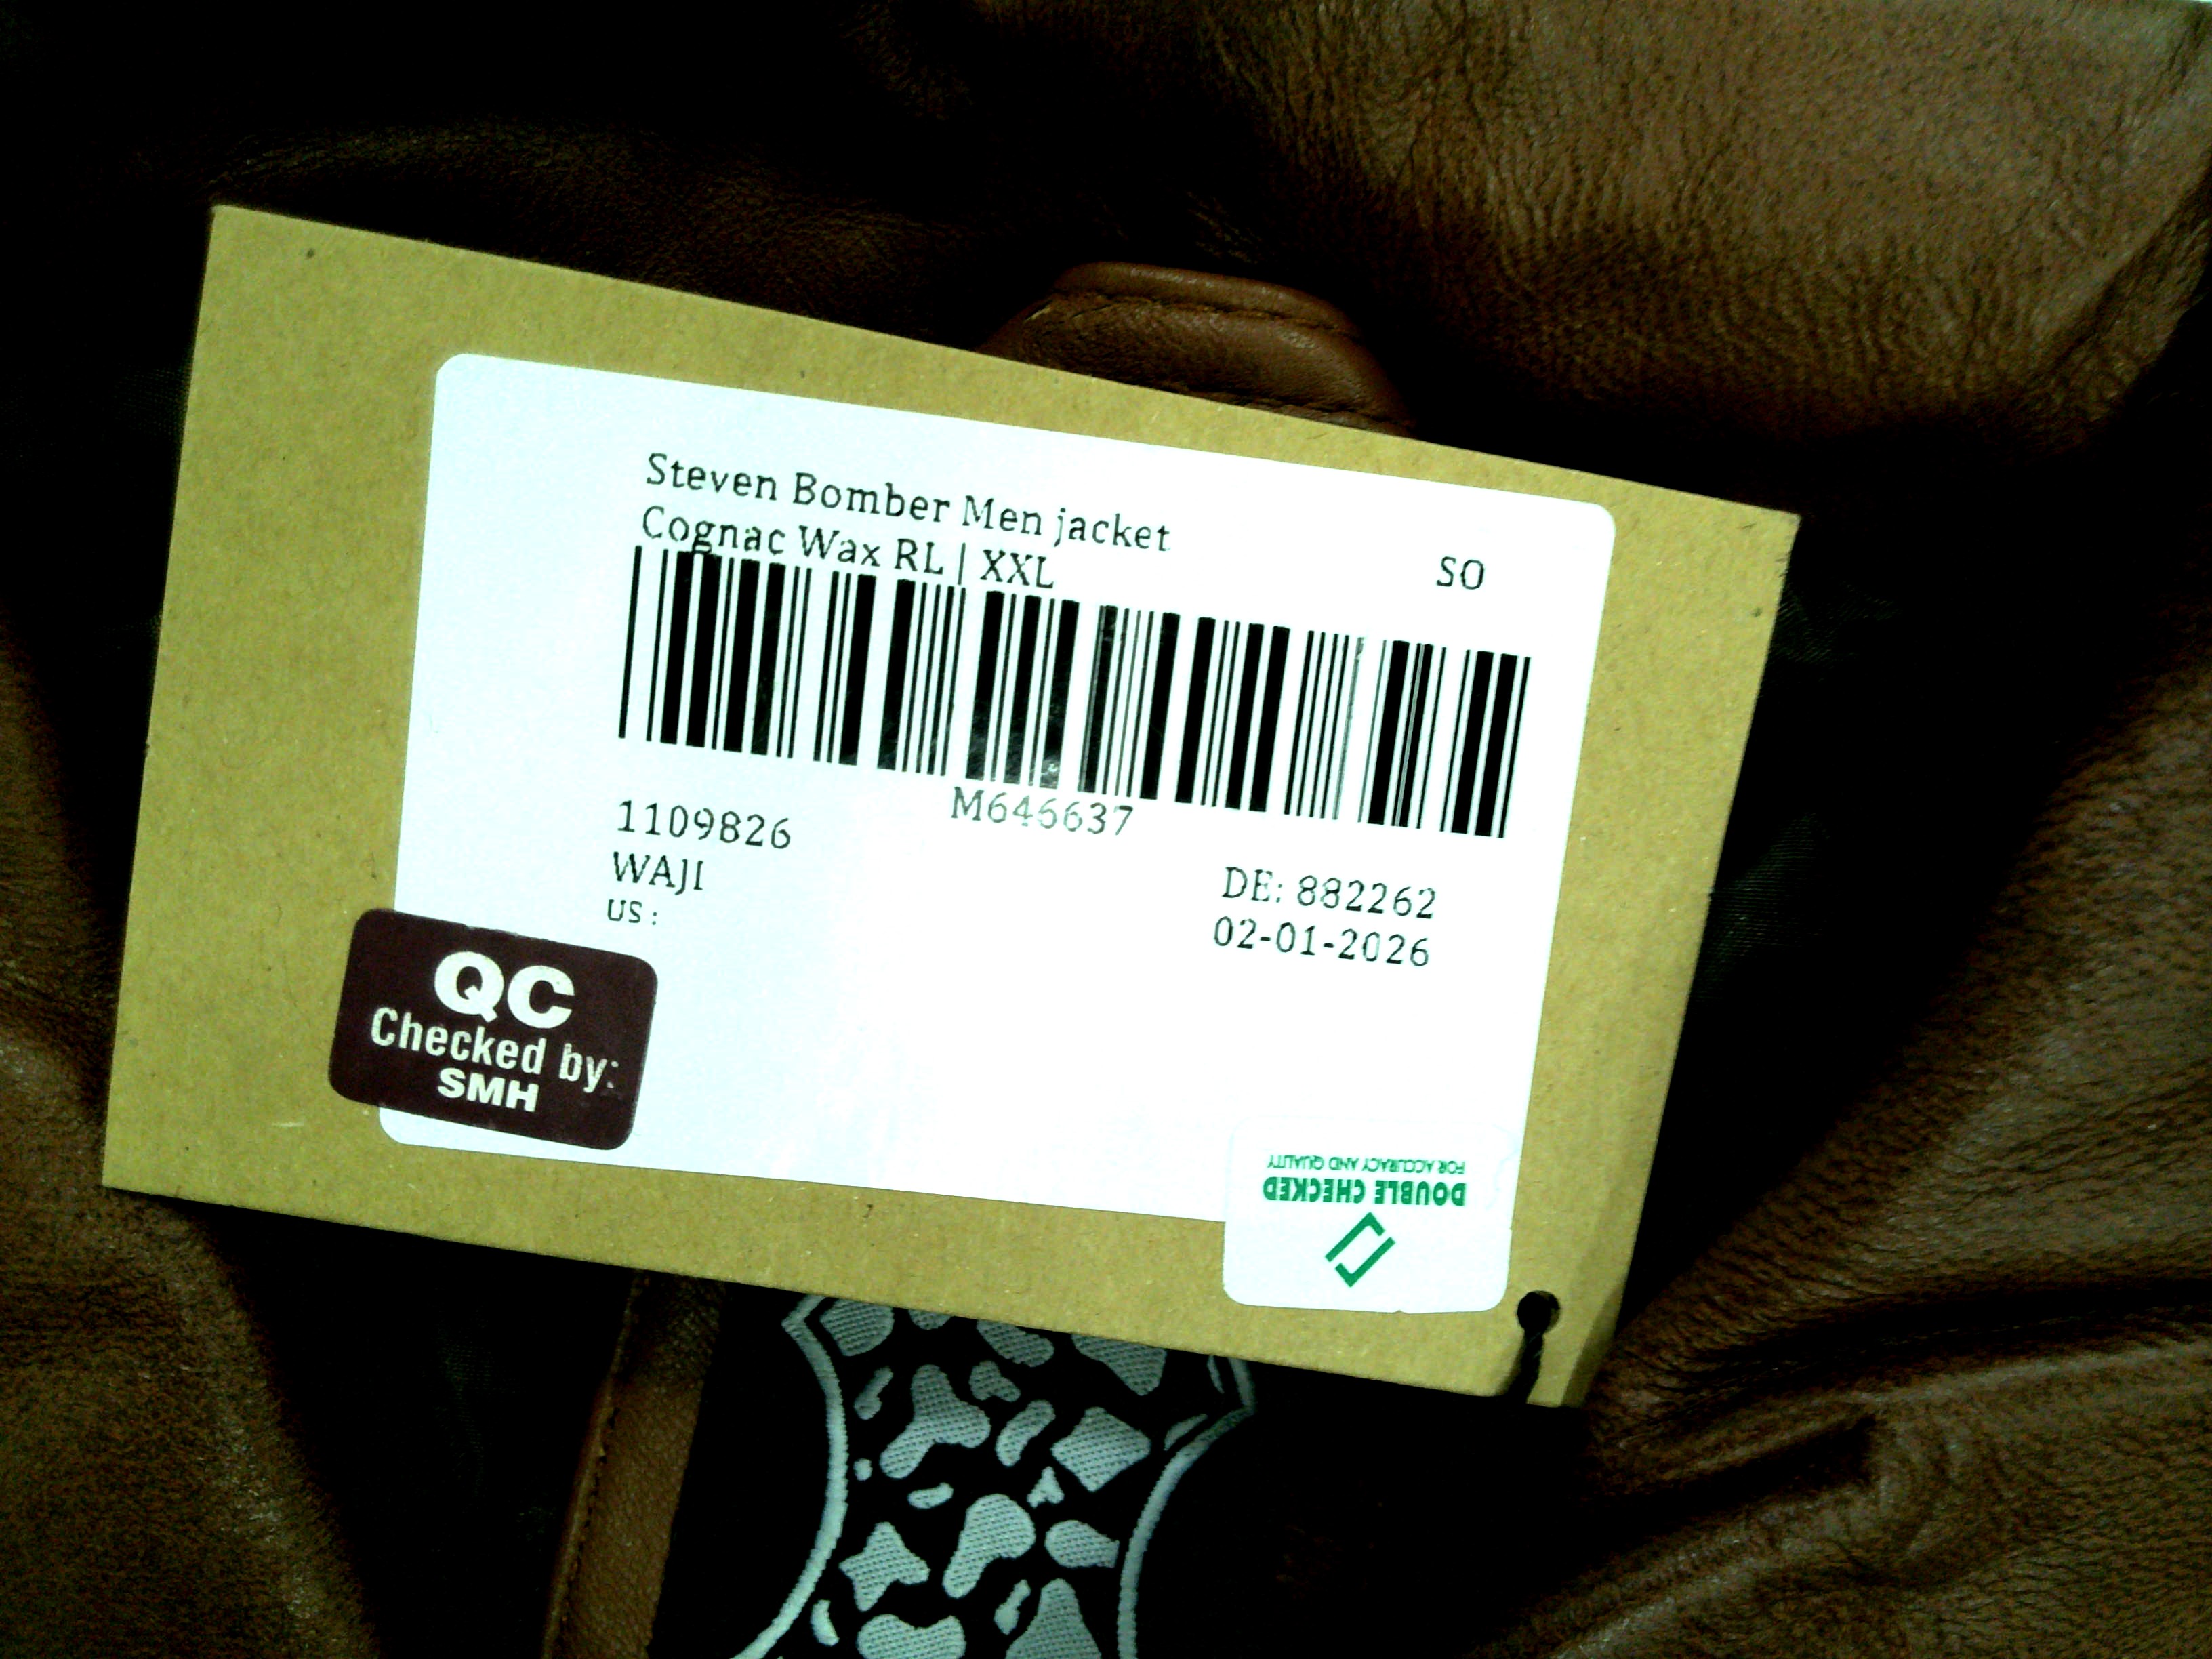 Steven Bomber Men jacket
Cognac Wax RL | XXL
SO
M646637
1109826
WAJI
US :
DE: 882262
02-01-2026
QC
Checked by:
SMH
DOUBLE CHECKED
FOR ACCURACY AND QUALITY